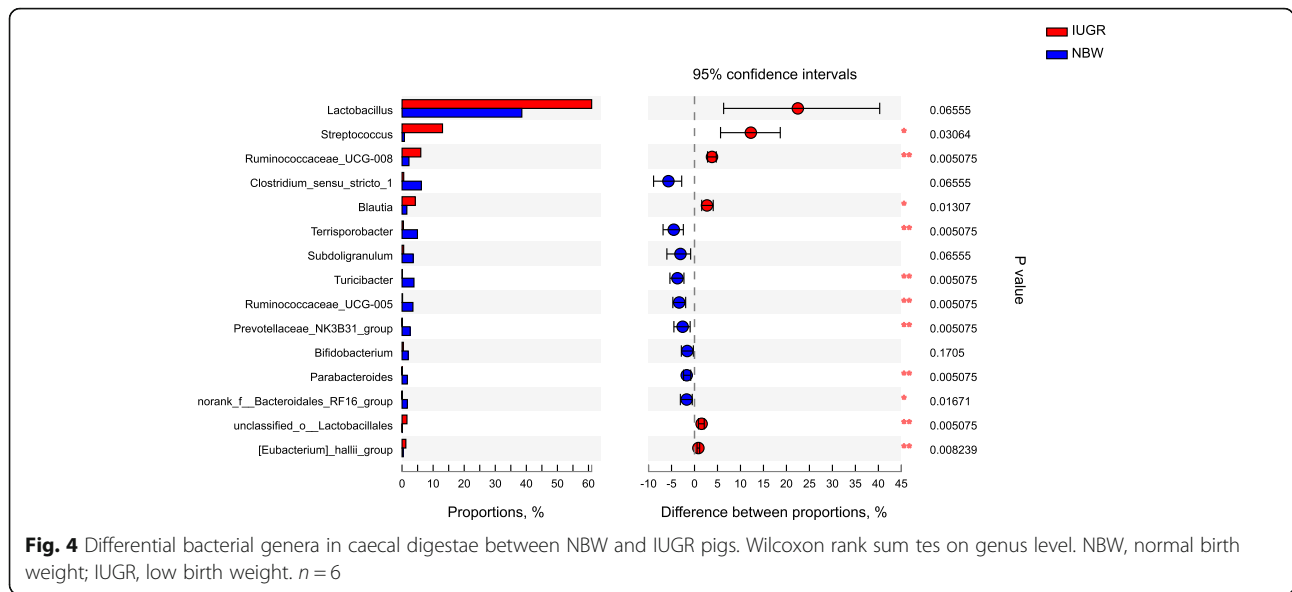 IUGR
NBW
95% confidence intervals
Lactobacillus 0.06555
Streptococcus * 0.03064
Ruminococcaceae_UCG-008 ** 0.005075
Clostridium_sensu_stricto_1 0.06555
Blautia * 0.01307
Terrisporobacter ** 0.005075
Subdoligranulum 0.06555
Turicibacter ** 0.005075
Ruminococcaceae_UCG-005 ** 0.005075
Prevotellaceae_NK3B31_group ** 0.005075
Bifidobacterium 0.1705
Parabacteroides ** 0.005075
norank_f__Bacteroidales_RF16_group * 0.01671
unclassified_o__Lactobacillales ** 0.005075
[Eubacterium]_hallii_group ** 0.008239
P value
0 10 20 30 40 50 60 -10 -5 0 5 10 15 20 25 30 35 40 45
Proportions, % Difference between proportions, %
Fig. 4 Differential bacterial genera in caecal digestae between NBW and IUGR pigs. Wilcoxon rank sum tes on genus level. NBW, normal birth
weight; IUGR, low birth weight. n = 6